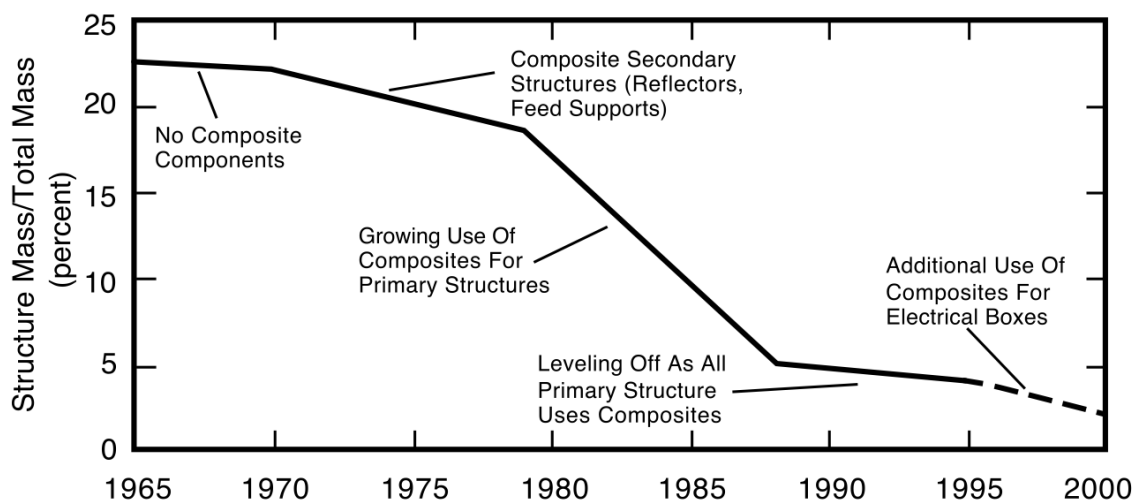 Structure Mass/Total Mass
(percent)
25
20
15
10
5
0
No Composite
Components
Composite Secondary
Structures (Reflectors,
Feed Supports)
Growing Use Of
Composites For
Primary Structures
Leveling Off As All
Primary Structure
Uses Composites
Additional Use Of
Composites For
Electrical Boxes
1965 1970 1975 1980 1985 1990 1995 2000